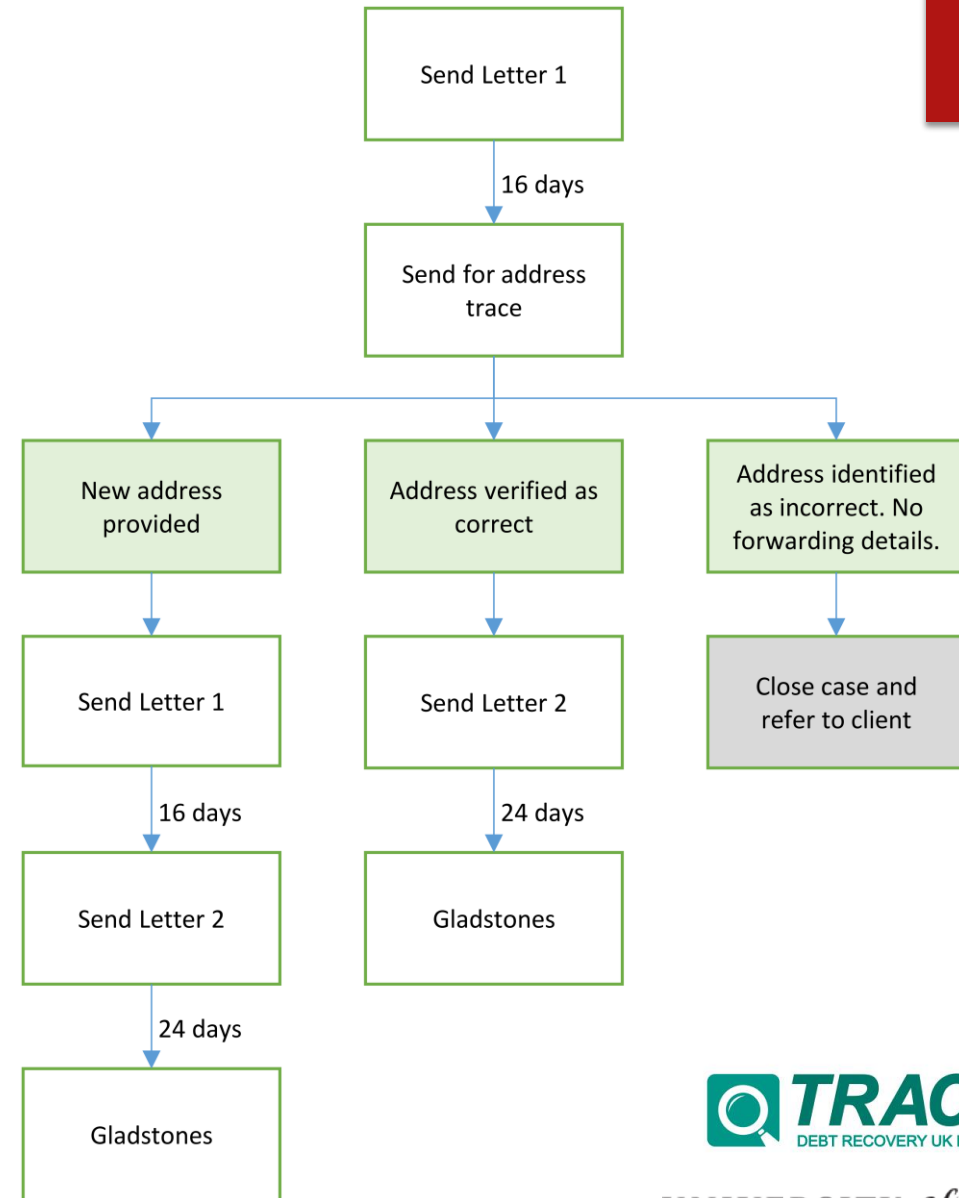 Send Letter 1
16 days
Send for address
trace
New address
provided
Address verified as
correct
Address identified
as incorrect. No
forwarding details.
Send Letter 1
Send Letter 2
Close case and
refer to client
16 days
24 days
Send Letter 2
Gladstones
24 days
Gladstones
TRAC
DEBT RECOVERY UK